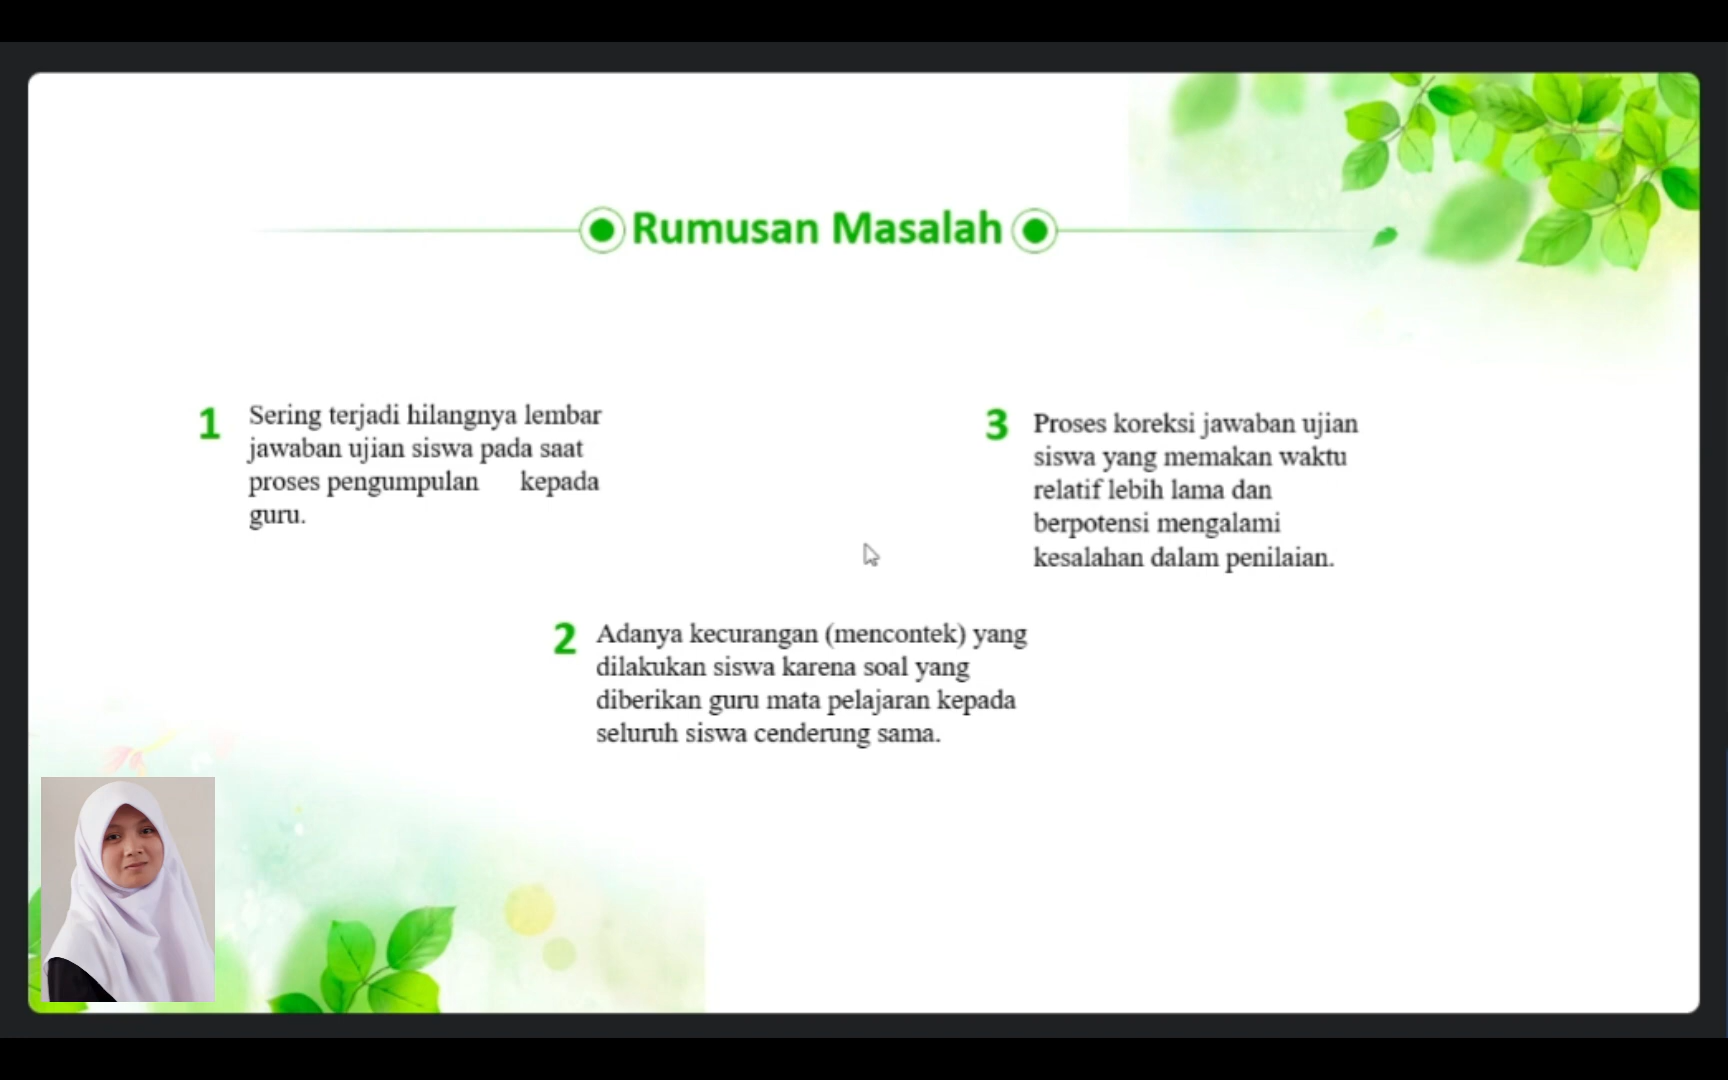 Rumusan Masalah
1
Sering terjadi hilangnya lembar
jawaban ujian siswa pada saat
proses pengumpulan kepada
guru.
2
Adanya kecurangan (mencontek) yang
dilakukan siswa karena soal yang
diberikan guru mata pelajaran kepada
seluruh siswa cenderung sama.
3
Proses koreksi jawaban ujian
siswa yang memakan waktu
relatif lebih lama dan
berpotensi mengalami
kesalahan dalam penilaian.